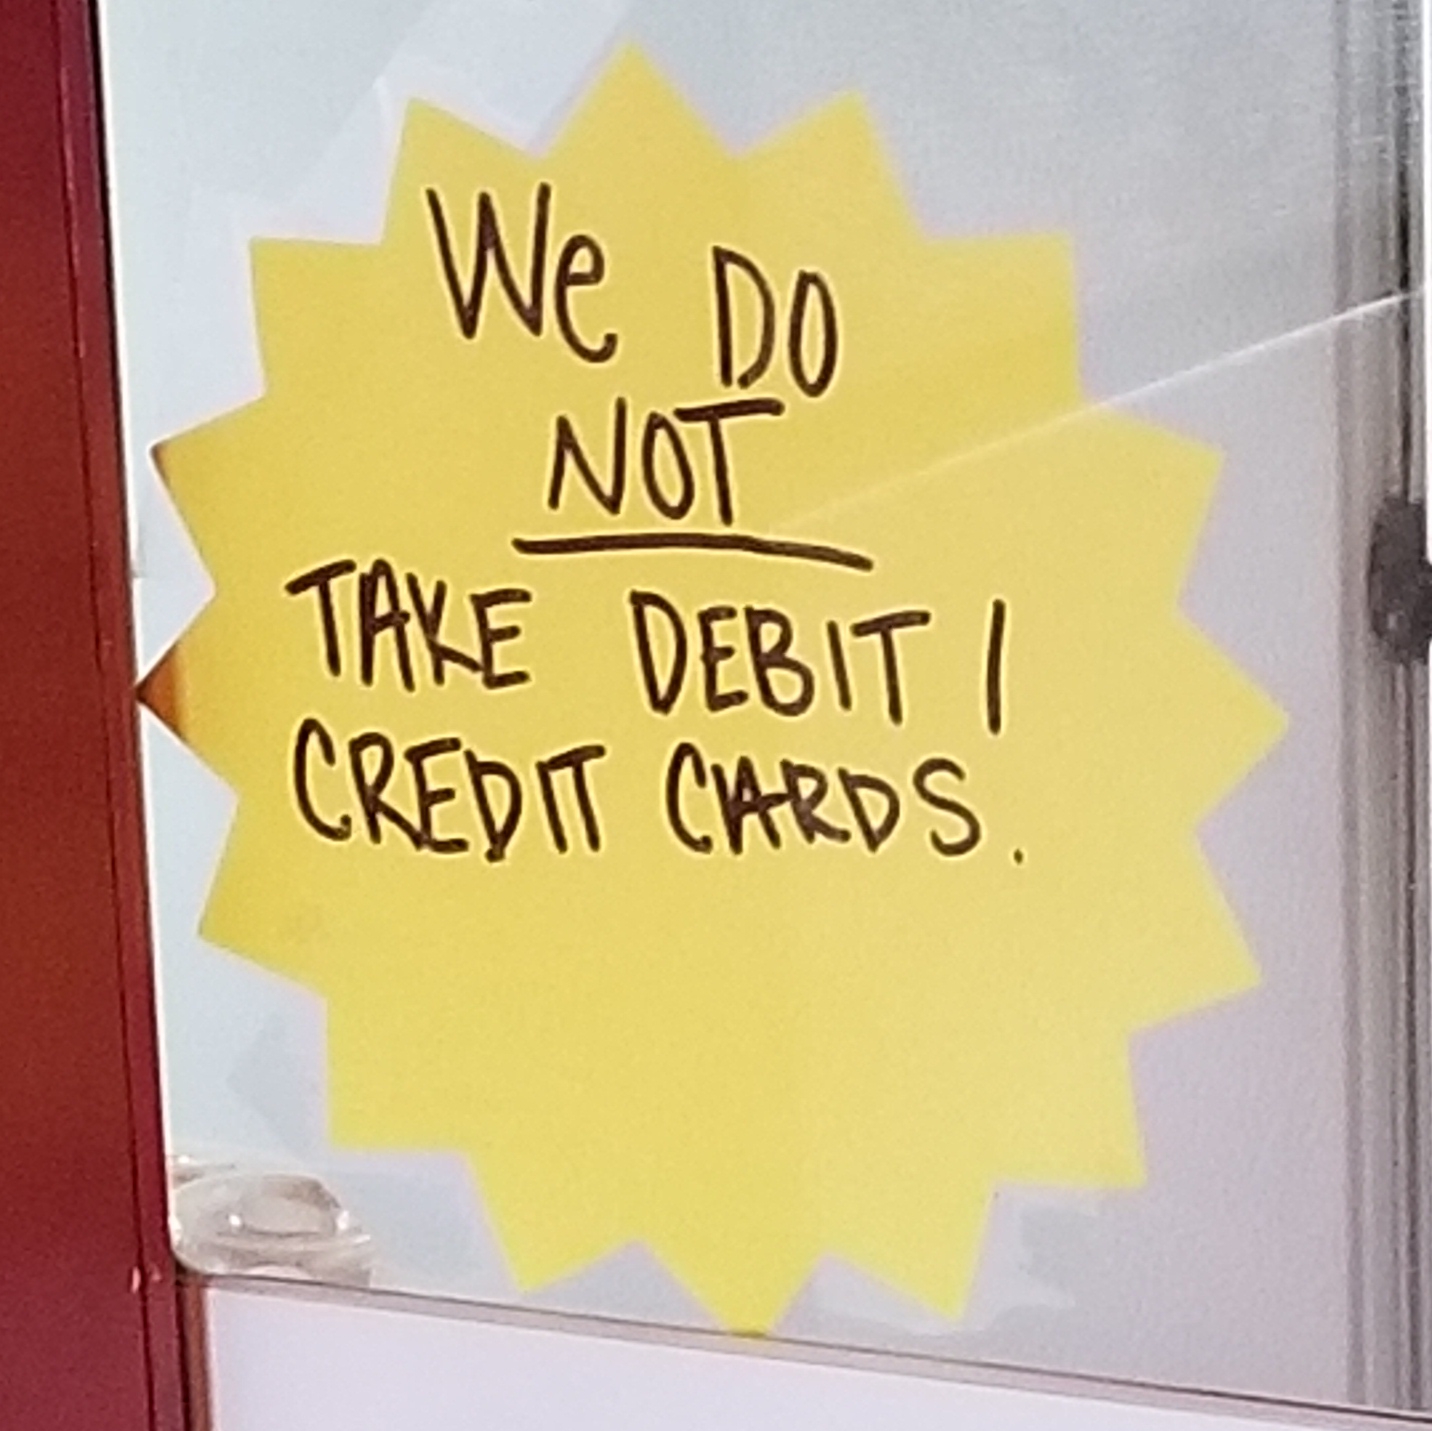 We DO
NOT
TAKE DEBIT /
CREDIT CARDS.